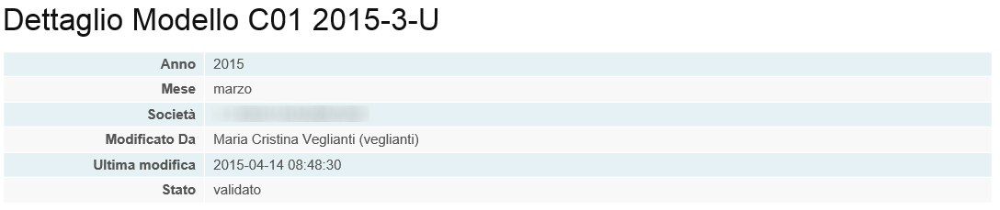 Dettaglio Modello C01 2015-3-U
Anno 2015
Mese marzo
Società
Modificato Da Maria Cristina Veglianti (veglianti)
Ultima modifica 2015-04-14 08:48:30
Stato validato